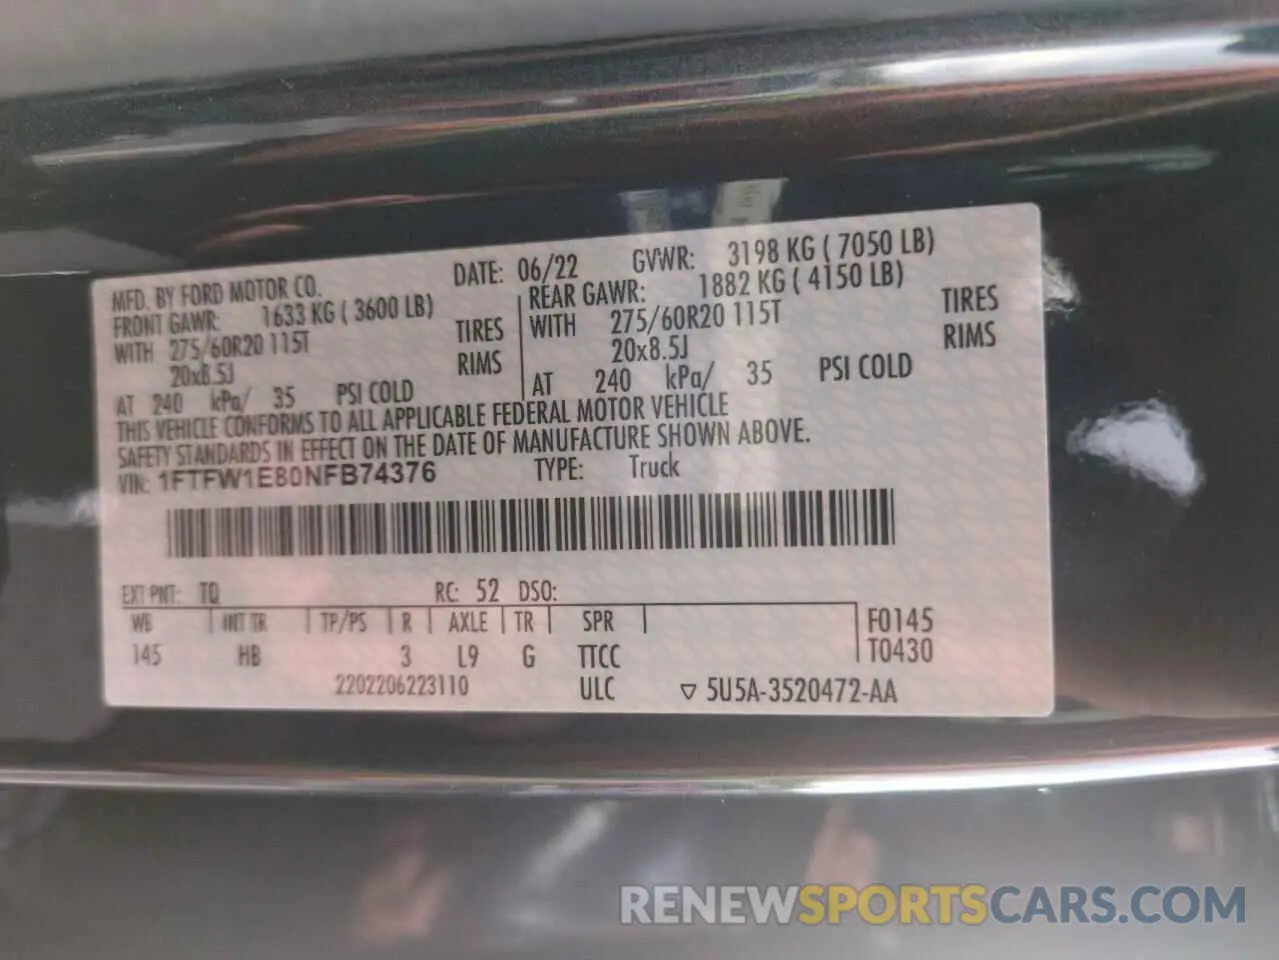 MFD. BY FORD MOTOR CO. DATE: 06/22 GVWR: 3198 KG ( 7050 LB)
FRONT GAWR: 1633 KG ( 3600 LB) REAR GAWR: 1882 KG ( 4150 LB)
WITH 275/60R20 115T TIRES WITH 275/60R20 115T TIRES
20x8.5J RIMS 20x8.5J RIMS
AT 240 kPa/ 35 PSI COLD AT 240 kPa/ 35 PSI COLD
THIS VEHICLE CONFORMS TO ALL APPLICABLE FEDERAL MOTOR VEHICLE
SAFETY STANDARDS IN EFFECT ON THE DATE OF MANUFACTURE SHOWN ABOVE.
VIN: 1FTFW1E80NFB74376 TYPE: Truck
EXT PNT: TQ RC: 52 DSO:
WB INT TR TP/PS R AXLE TR SPR F0145
145 HB 3 L9 G TTCC T0430
2202206223110 ULC ▽ 5U5A-3520472-AA
RENEWSPORTSCARS.COM